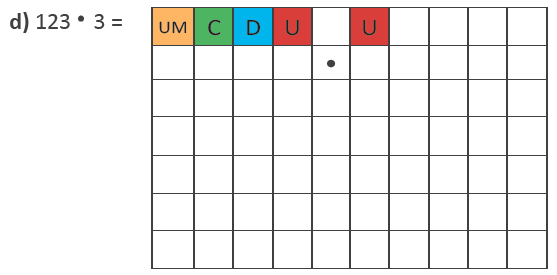 d) 123 • 3 =
UM C D U U
•